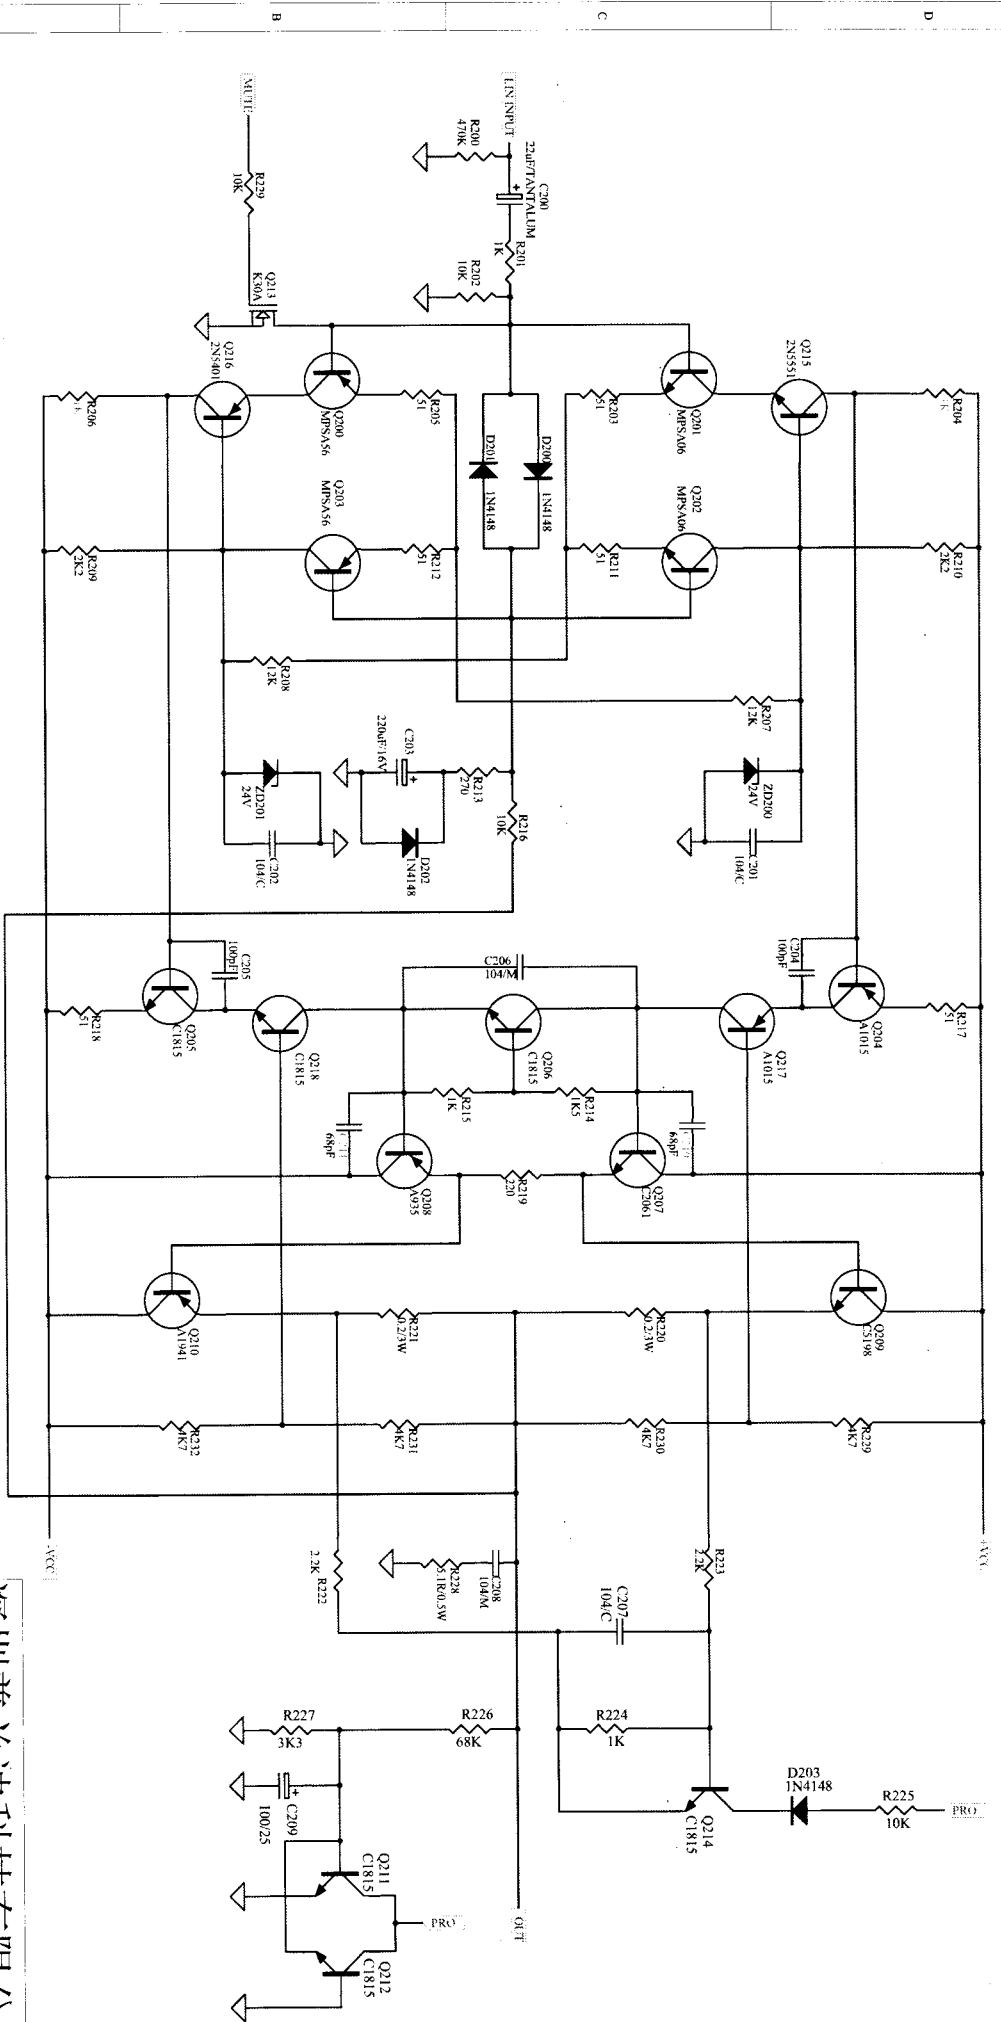 B
C
D
MUTE
R229
10K
Q213
K30A
LIN INPUT
R200
470K
22uF/TANTALUM
C200
R201
1K
R202
10K
Q216
2N5401
Q200
MPSA56
R205
51
R206
1K
Q203
MPSA56
R212
51
R209
2K2
D201
1N4148
D200
1N4148
R203
51
Q201
MPSA06
Q215
2N5551
R204
1K
Q202
MPSA06
R211
51
R210
2K2
R208
12K
R207
12K
ZD201
24V
C202
104/C
C203
220uF/16V
R213
270
D202
1N4148
R216
10K
ZD200
24V
C201
104/C
C205
100pF
Q205
C1815
R218
51
Q218
C1815
C206
104/M
Q206
C1815
R215
1K
R214
1K5
C204
100pF
Q204
A1015
R217
51
Q217
A1015
68pF
68pF
Q208
A935
R219
220
Q207
C2061
Q210
A1941
R221
0.2/3W
R220
0.2/3W
Q209
C5198
R232
4K7
R231
4K7
R230
4K7
R229
4K7
-VCC
+VCC
2.2K
R222
C208
104/M
R228
5.1R/0.5W
R223
2.2K
C207
104/C
R227
3K3
R226
68K
R224
1K
C209
100/25
Q211
C1815
Q212
C1815
PRO
OUT
Q214
C1815
D203
1N4148
R225
10K
PRO